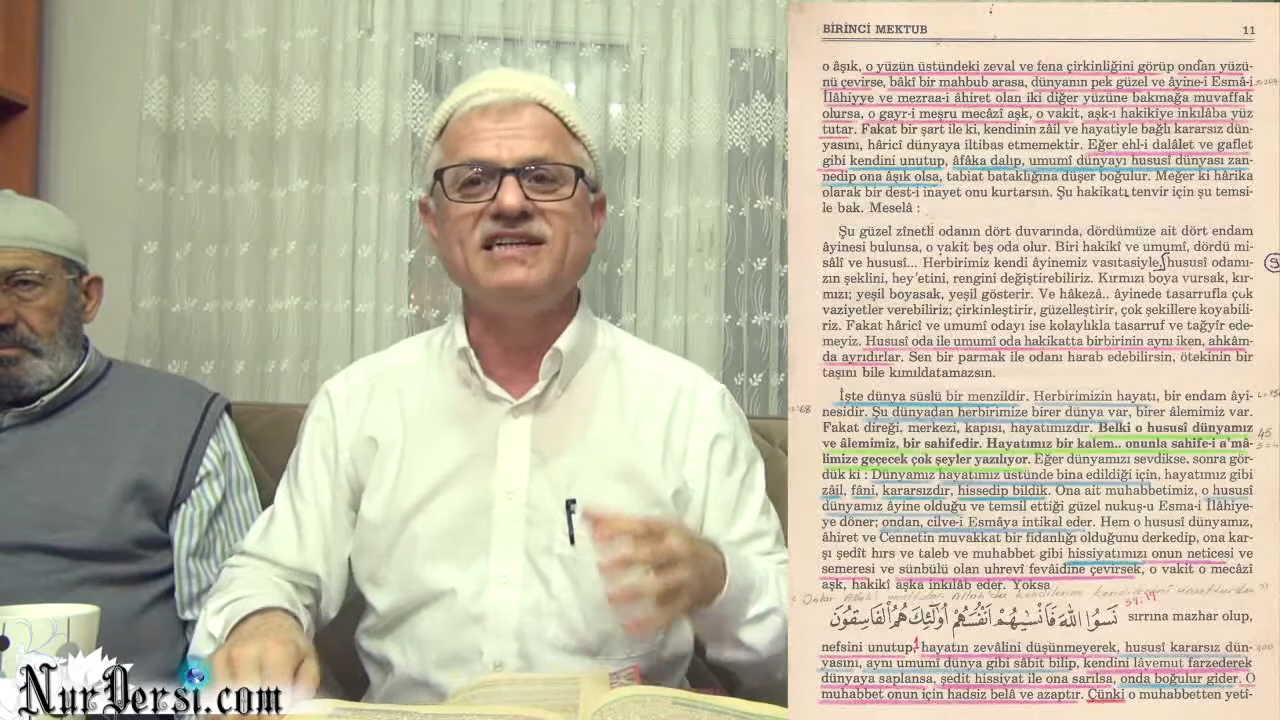 BİRİNCİ MEKTUB 11
o âşık, o yüzün üstündeki zeval ve fena çirkinliğini görüp ondan yüzü-
nü çevirse, bâkî bir mahbub arasa, dünyanın pek güzel ve âyine-i Esmâ-i
İlâhiyye ve mezraa-i âhiret olan iki diğer yüzüne bakmağa muvaffak
olursa, o gayr-i meşru mecâzî aşk, o vakit, aşk-ı hakikîye inkılâba yüz
tutar. Fakat bir şart ile ki, kendinin zâil ve hayatiyle bağlı kararsız dün-
yasını, hâricî dünyaya iltibas etmemektir. Eğer ehl-i dalâlet ve gaflet
gibi kendini unutup, âfâka dalıp, umumî dünyayı hususî dünyası zan-
nedip ona âşık olsa, tabiat bataklığına düşer boğulur. Meğer ki hârika
olarak bir dest-i inayet onu kurtarsın. Şu hakikatı tenvir için şu temsi-
le bak. Meselâ :
Şu güzel zînetli odanın dört duvarında, dördümüze ait dört endam
âyinesi bulunsa, o vakit beş oda olur. Biri hakikî ve umumî, dördü mi-
sâlî ve hususî... Herbirimiz kendi âyinemiz vasıtasiyle, hususî odamı-
zın şeklini, hey'etini, rengini değiştirebiliriz. Kırmızı boya vursak, kır-
mızı; yeşil boyasak, yeşil gösterir. Ve hâkezâ.. âyinede tasarrufla çok
vaziyetler verebiliriz; çirkinleştirir, güzelleştirir, çok şekillere koyabili-
riz. Fakat hâricî ve umumî odayı ise kolaylıkla tasarruf ve tağyîr ede-
meyiz. Hususî oda ile umumî oda hakikatta birbirinin aynı iken, ahkâm-
da ayrıdırlar. Sen bir parmak ile odanı harab edebilirsin, ötekinin bir
taşını bile kımıldatamazsın.
İşte dünya süslü bir menzildir. Herbirimizin hayatı, bir endam âyi-
nesidir. Şu dünyadan herbirimize birer dünya var, birer âlemimiz var.
Fakat direği, merkezi, kapısı, hayatımızdır. Belki o hususî dünyamız
ve âlemimiz, bir sahifedir. Hayatımız bir kalem.. onunla sahife-i a'mâ-
limize geçecek çok şeyler yazılıyor. Eğer dünyamızı sevdikse, sonra gör-
dük ki : Dünyamız hayatımız üstünde bina edildiği için, hayatımız gibi
zâil, fâni, kararsızdır, hissedip bildik. Ona ait muhabbetimiz, o hususî
dünyamız âyine olduğu ve temsil ettiği güzel nukuş-u Esma-i İlâhiye-
ye döner; ondan, cilve-i Esmâya intikal eder. Hem o hususî dünyamız,
âhiret ve Cennetin muvakkat bir fidanlığı olduğunu derkedip, ona kar-
şı şedît hırs ve taleb ve muhabbet gibi hissiyatımızı onun neticesi ve
semeresi ve sünbülü olan uhrevî fevâidine çevirsek, o vakit o mecâzî
aşk, hakikî aşka inkılâb eder. Yoksa
نَسُوا اللّٰهَ فَاَنْسٰيهُمْ اَنْفُسَهُمْ اُولٰٓئِكَ هُمُ الْفَاسِقُونَ sırrına mazhar olup,
nefsini unutup, hayatın zevâlini düşünmeyerek, hususî kararsız dün-
yasını, aynı umumî dünya gibi sâbit bilip, kendini lâyemut farzederek
dünyaya saplansa, şedit hissiyat ile ona sarılsa, onda boğulur gider. O
muhabbet onun için hadsiz belâ ve azaptır. Çünki o muhabbetten yeti-
NurDersi.com